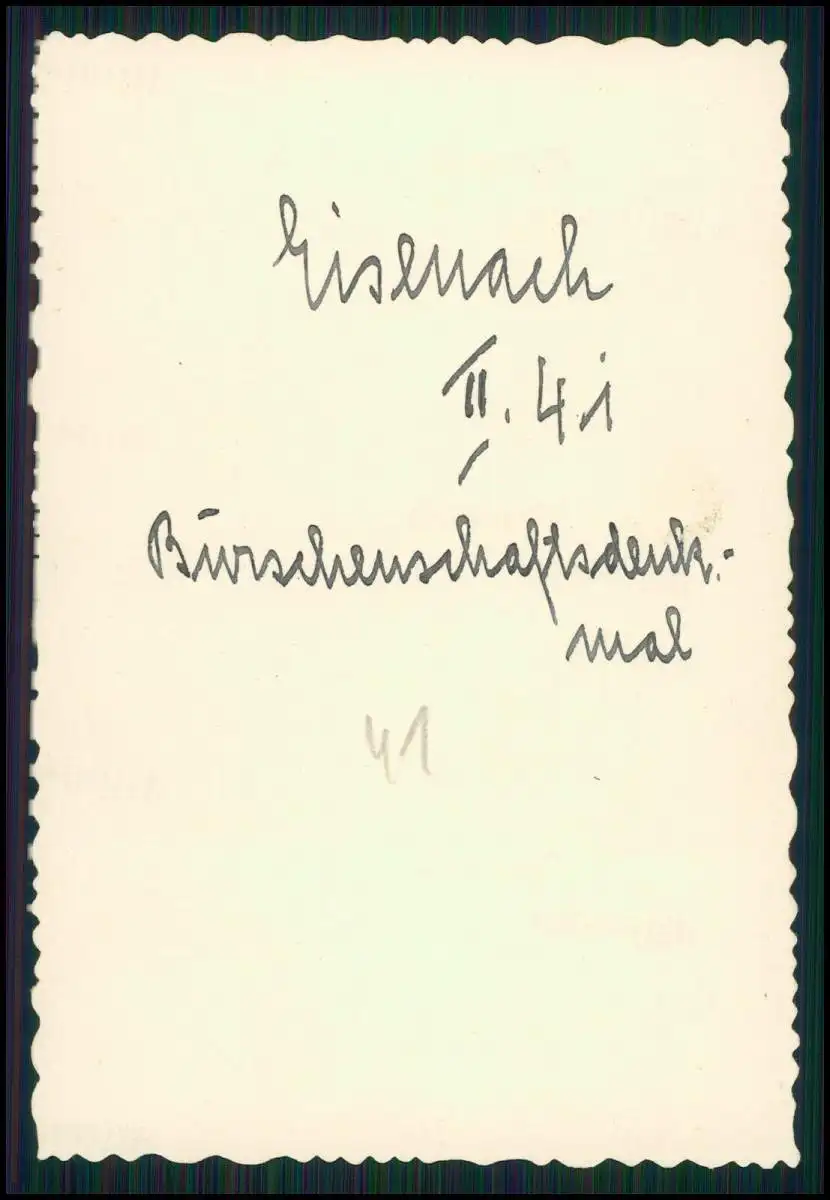 Eisenach
II. 41
Burschenschaftsdenk.-
mal
41